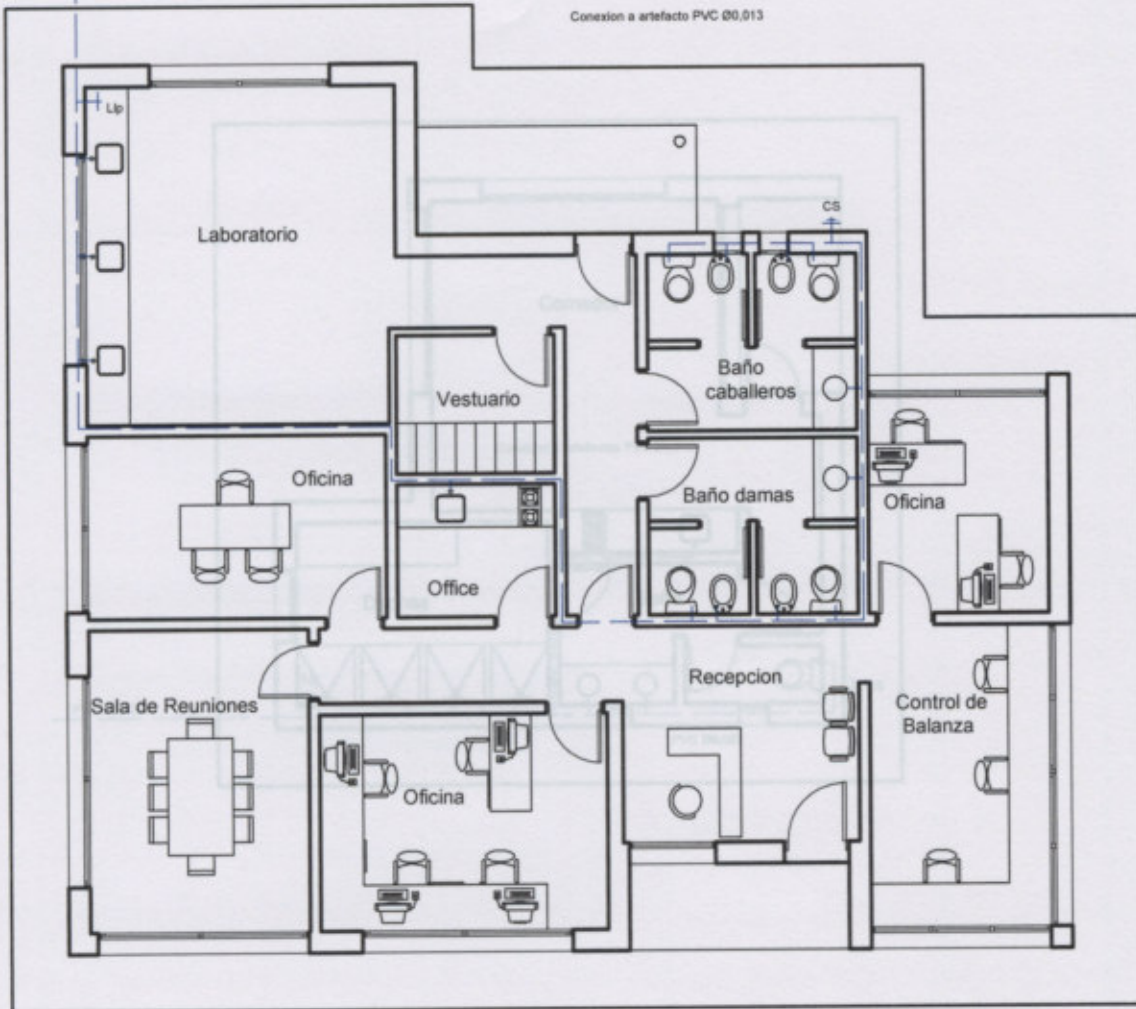 Conexion a artefacto PVC Ø0,013
Llp
Laboratorio
CS
Vestuario
Baño
caballeros
Oficina
Baño damas
Oficina
Office
Recepcion
Sala de Reuniones
Control de
Balanza
Oficina